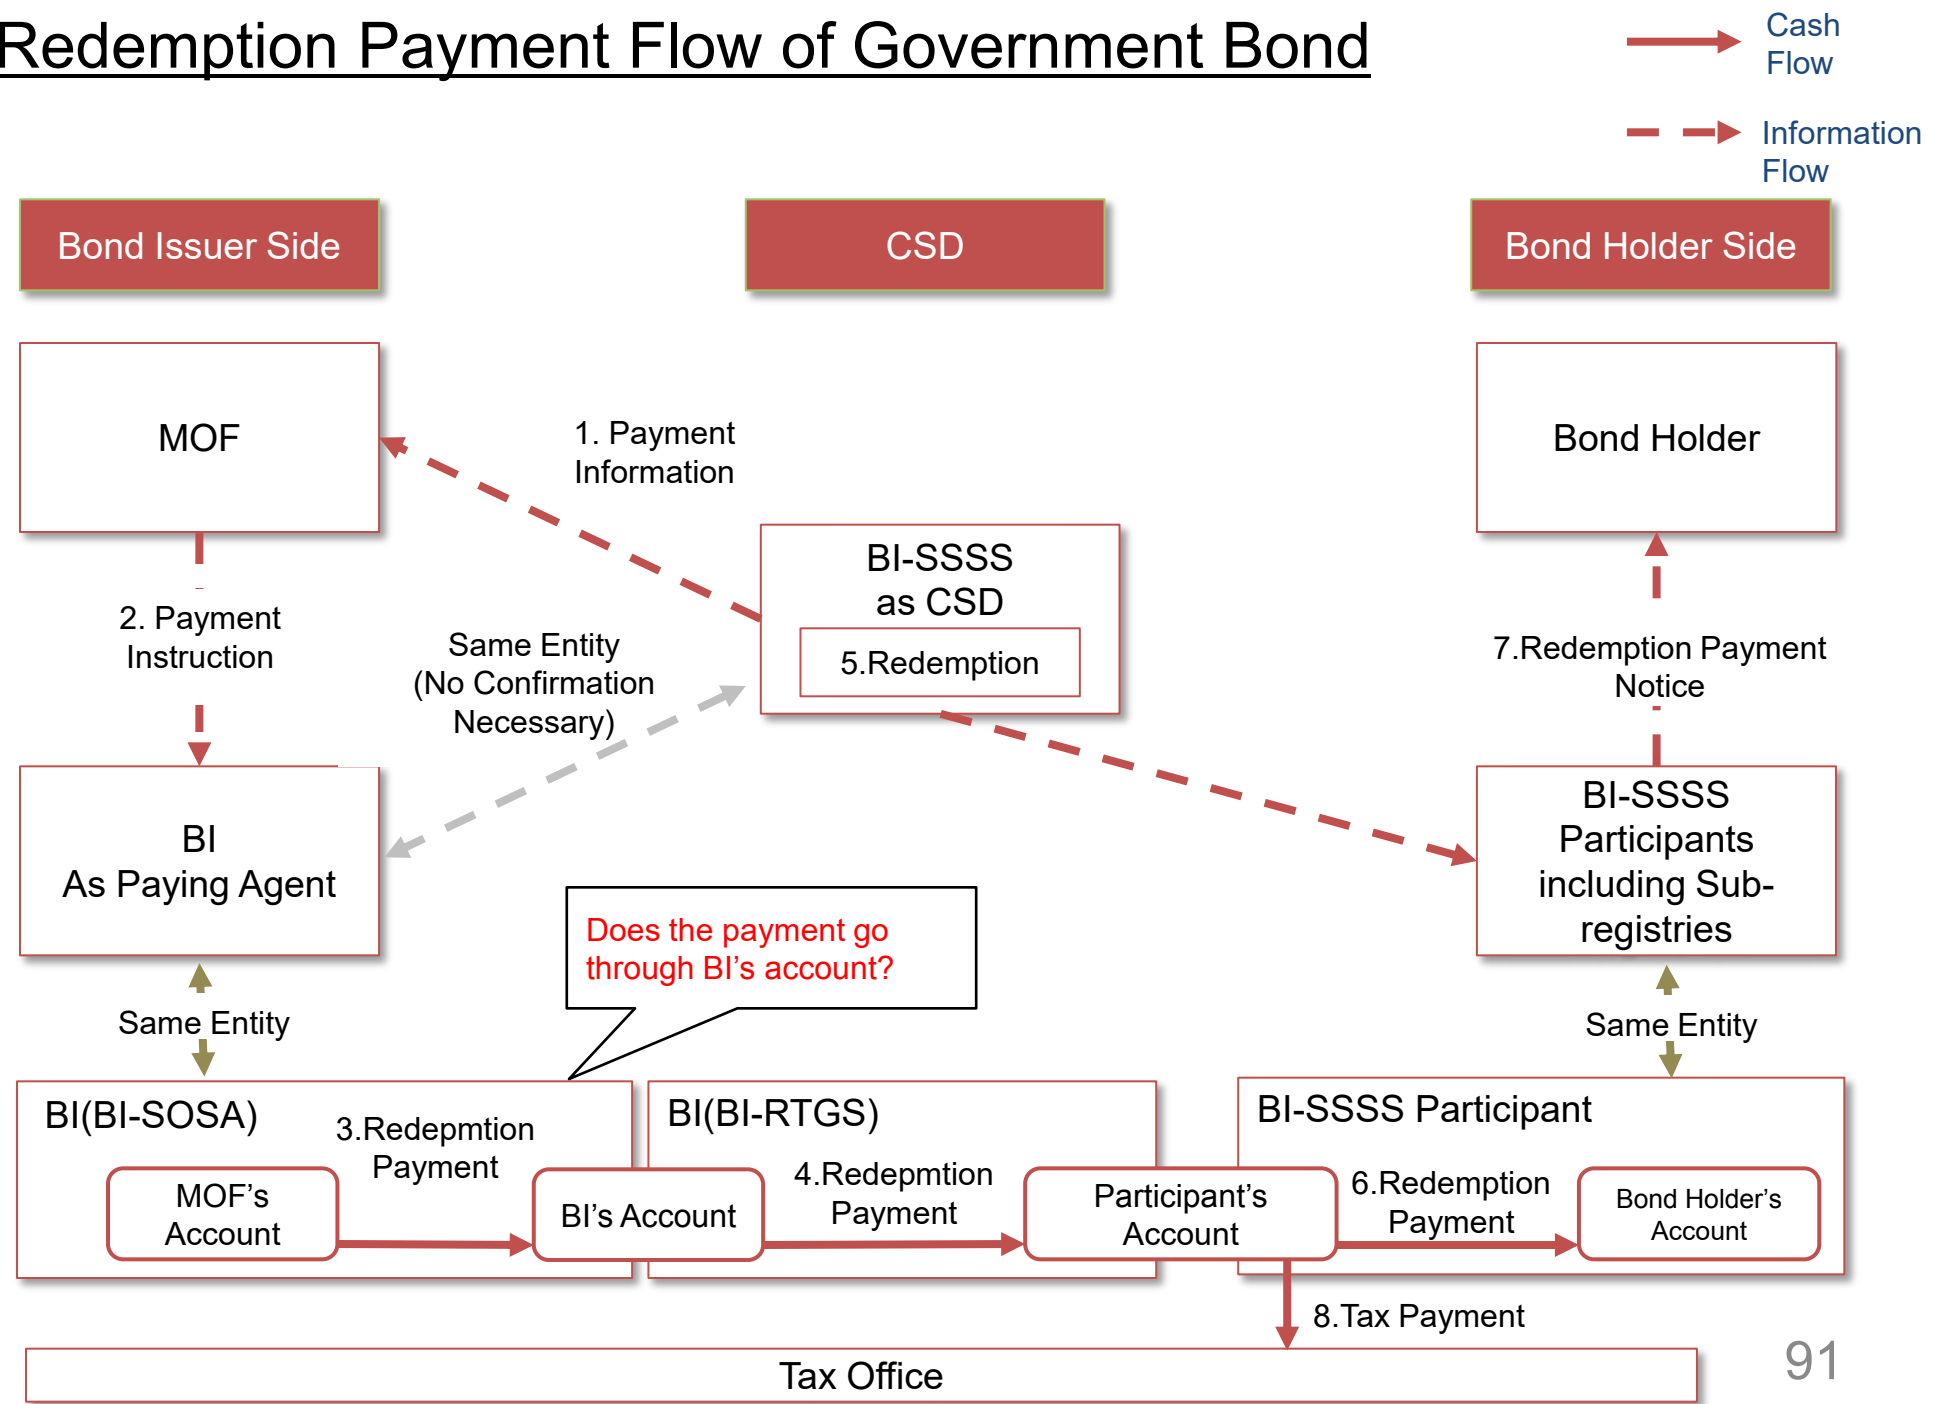 Redemption Payment Flow of Government Bond
Cash
Flow
Information
Flow
Bond Issuer Side
CSD
Bond Holder Side
MOF
1. Payment
Information
Bond Holder
BI-SSSS
as CSD
5.Redemption
2. Payment
Instruction
Same Entity
(No Confirmation
Necessary)
7.Redemption Payment
Notice
BI
As Paying Agent
BI-SSSS
Participants
including Sub-
registries
Does the payment go
through BI’s account?
Same Entity
Same Entity
BI(BI-SOSA)
3.Redepmtion
Payment
BI(BI-RTGS)
4.Redepmtion
Payment
BI-SSSS Participant
6.Redemption
Payment
MOF’s
Account
BI’s Account
Participant’s
Account
Bond Holder’s
Account
8.Tax Payment
Tax Office
91